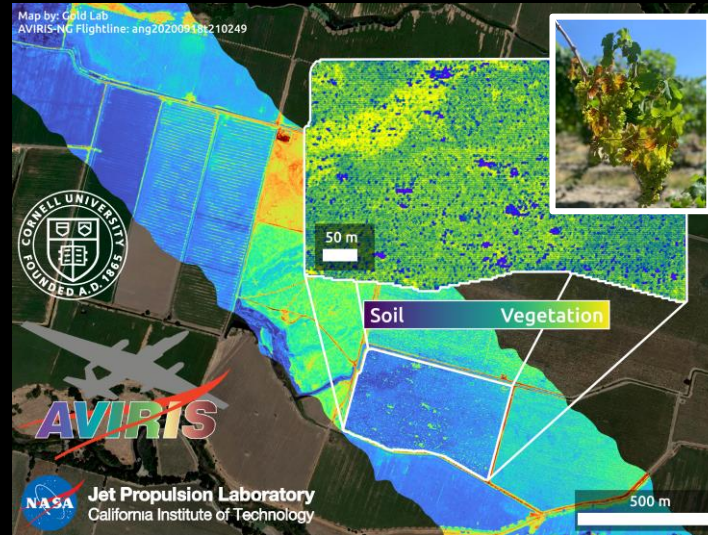 Map by: Gold Lab
AVIRIS-NG Flightline: ang20200918t210249
CORNELL UNIVERSITY
FOUNDED A.D. 1865
50 m
Soil Vegetation
AVIRIS
NASA
Jet Propulsion Laboratory
California Institute of Technology
500 m